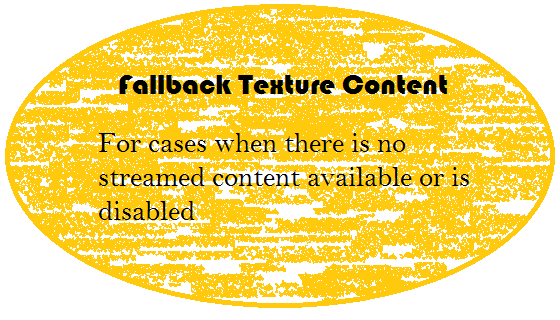 Fallback Texture Content
For cases when there is no
streamed content available or is
disabled